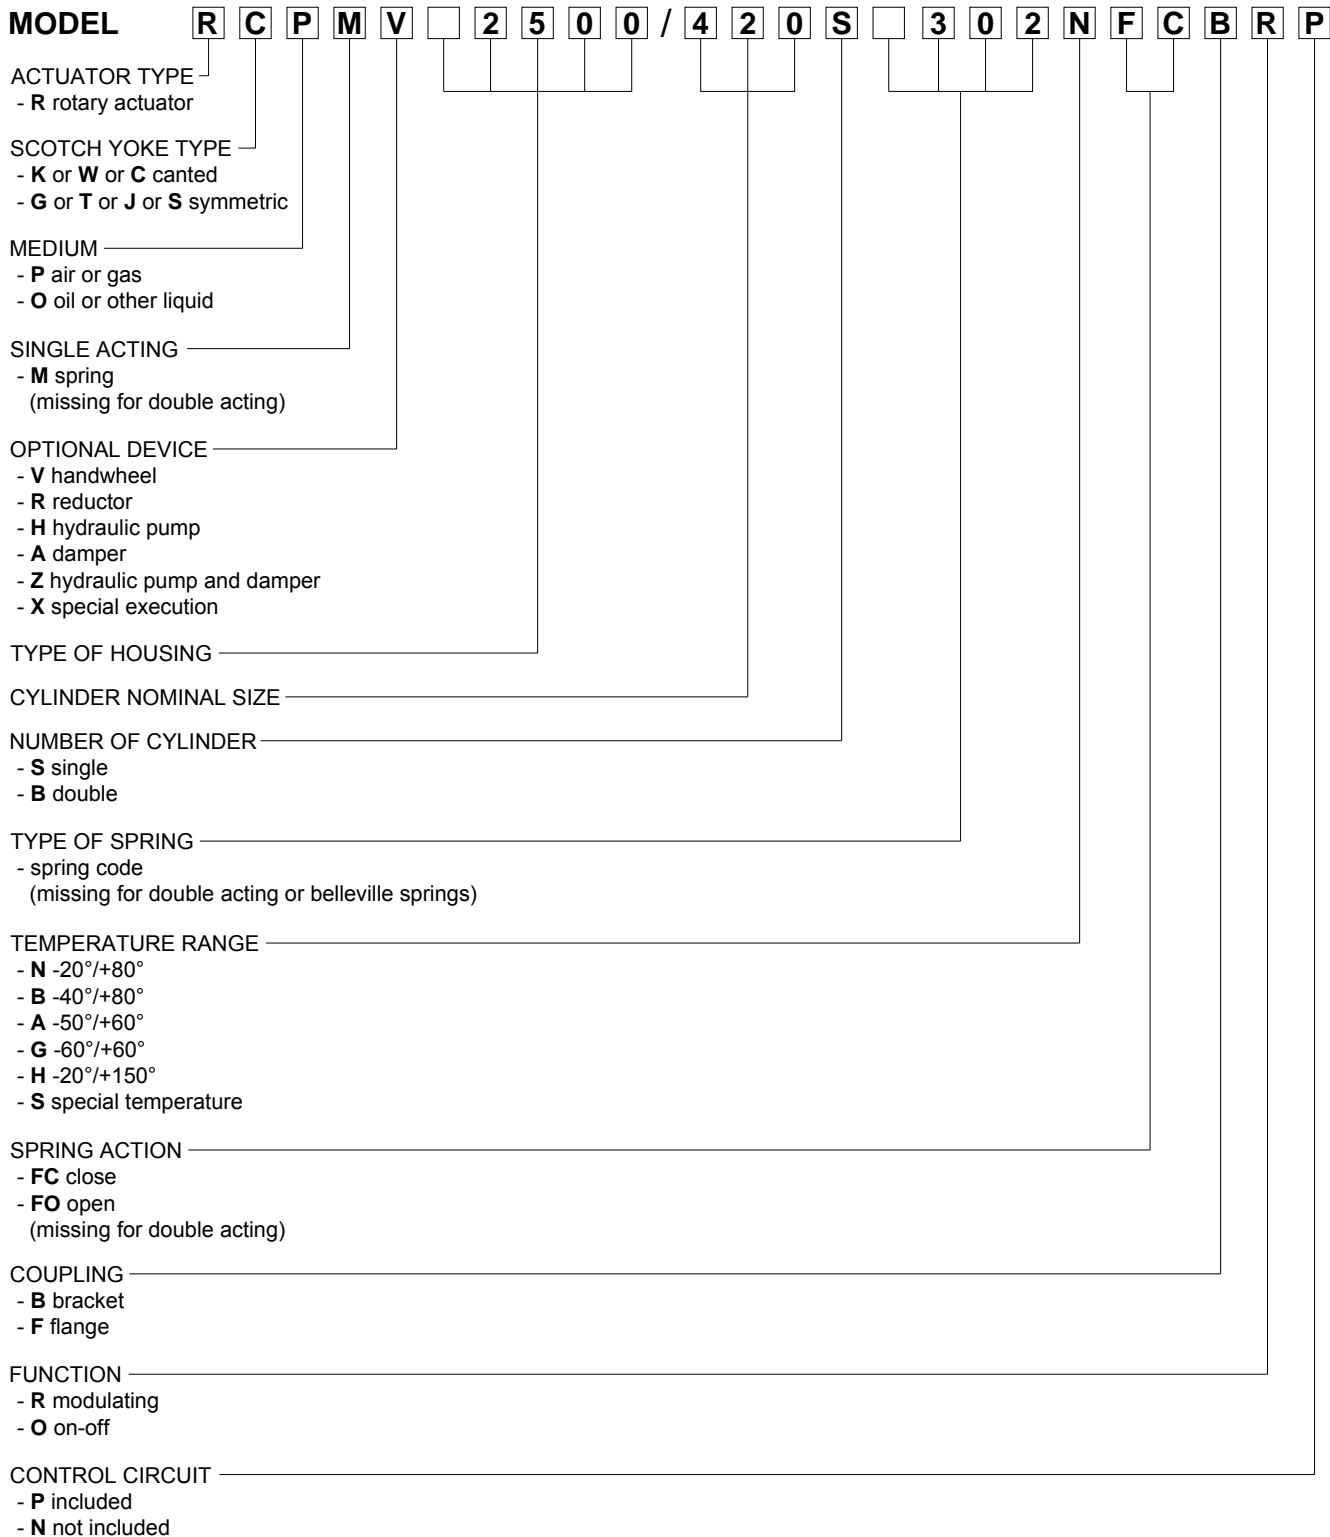 MODEL R C P M V 2 5 0 0 / 4 2 0 S 3 0 2 N F C B R P
ACTUATOR TYPE
- R rotary actuator
SCOTCH YOKE TYPE
- K or W or C canted
- G or T or J or S symmetric
MEDIUM
- P air or gas
- O oil or other liquid
SINGLE ACTING
- M spring
(missing for double acting)
OPTIONAL DEVICE
- V handwheel
- R reductor
- H hydraulic pump
- A damper
- Z hydraulic pump and damper
- X special execution
TYPE OF HOUSING
CYLINDER NOMINAL SIZE
NUMBER OF CYLINDER
- S single
- B double
TYPE OF SPRING
- spring code
(missing for double acting or belleville springs)
TEMPERATURE RANGE
- N -20°/+80°
- B -40°/+80°
- A -50°/+60°
- G -60°/+60°
- H -20°/+150°
- S special temperature
SPRING ACTION
- FC close
- FO open
(missing for double acting)
COUPLING
- B bracket
- F flange
FUNCTION
- R modulating
- O on-off
CONTROL CIRCUIT
- P included
- N not included